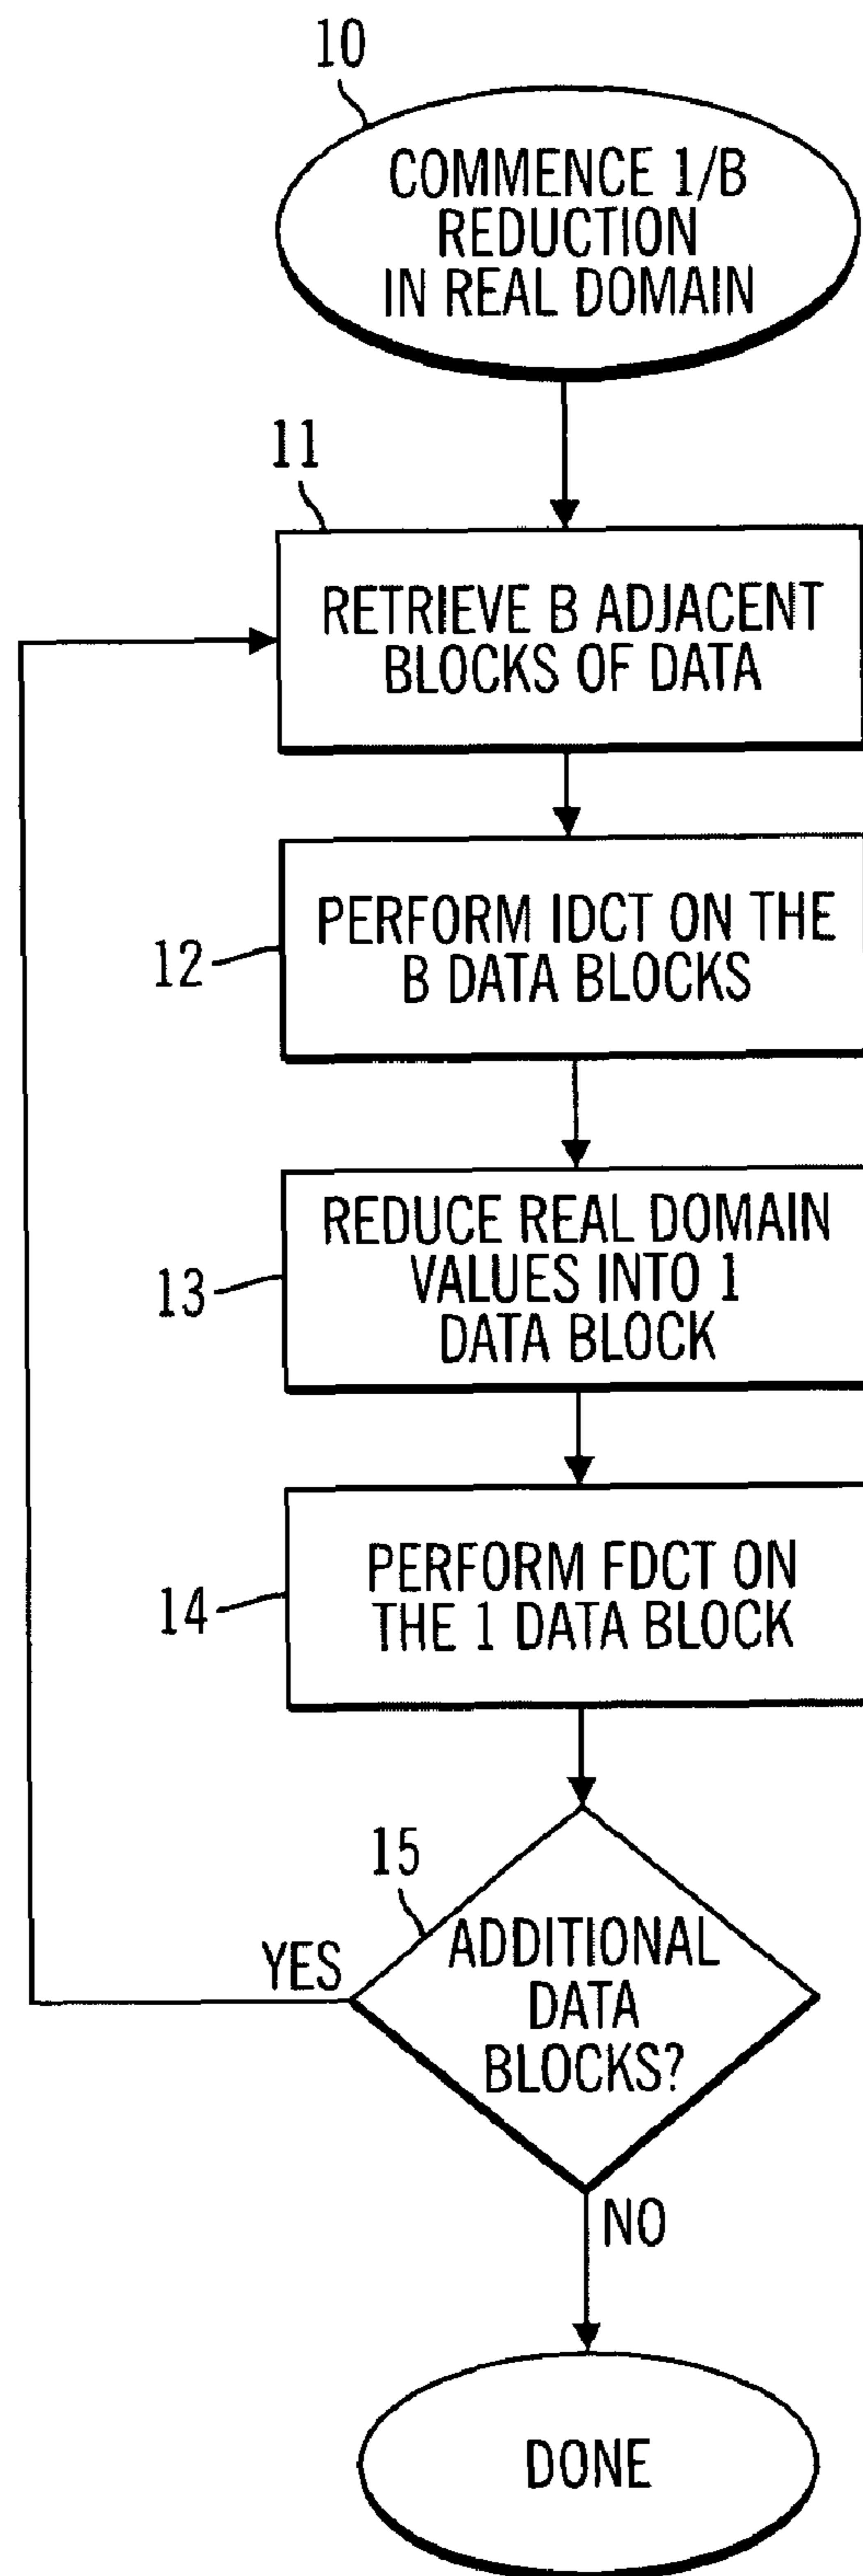 10
COMMENCE 1/B
REDUCTION
IN REAL DOMAIN
11
RETRIEVE B ADJACENT
BLOCKS OF DATA
12
PERFORM IDCT ON THE
B DATA BLOCKS
13
REDUCE REAL DOMAIN
VALUES INTO 1
DATA BLOCK
14
PERFORM FDCT ON
THE 1 DATA BLOCK
15
ADDITIONAL
DATA
BLOCKS?
YES
NO
DONE